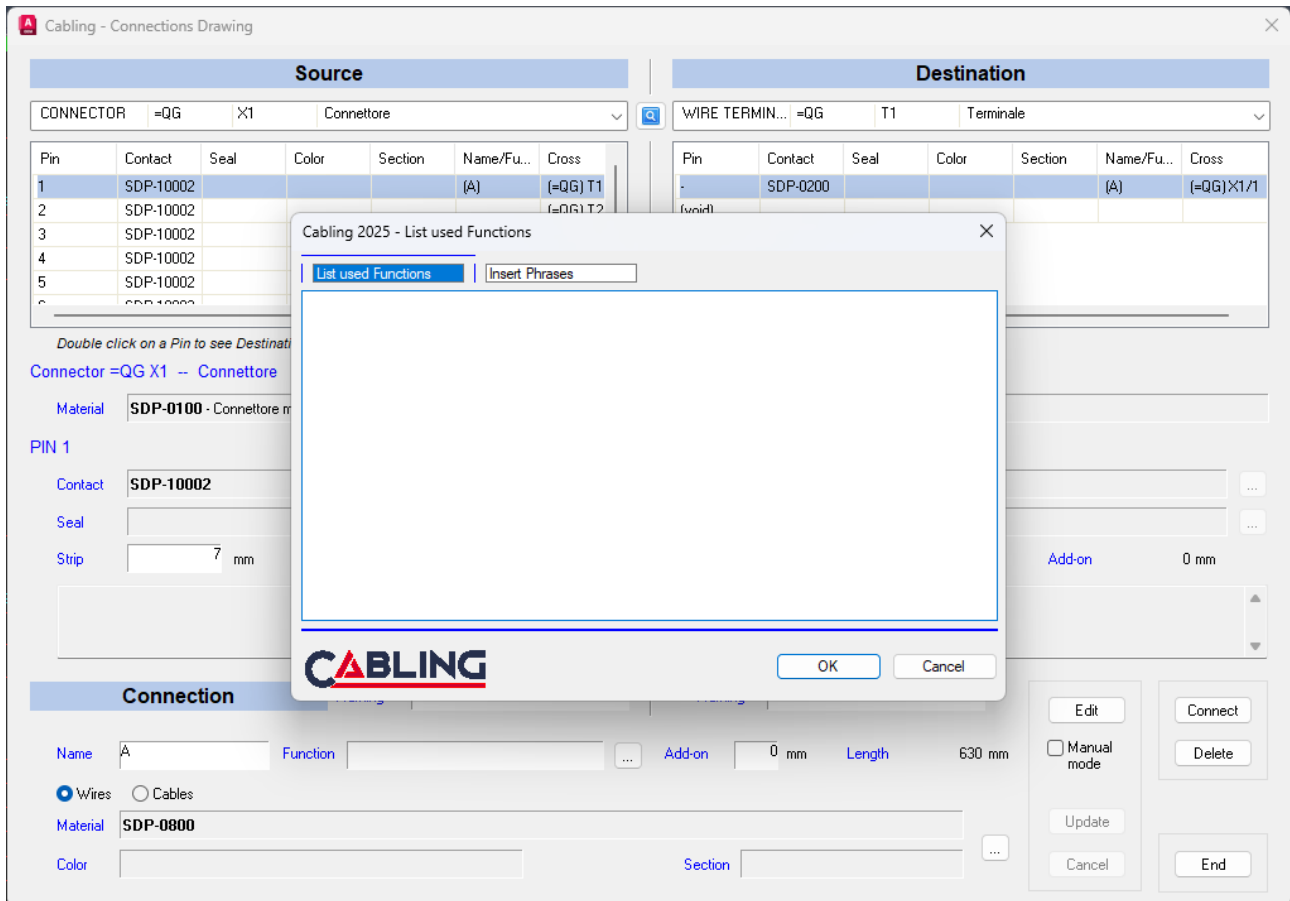 Cabling - Connections Drawing
Source
Destination
CONNECTOR =QG X1 Connettore
WIRE TERMIN... =QG T1 Terminale
Pin Contact Seal Color Section Name/Fu... Cross
1 SDP-10002 (A) (=QG) T1
2 SDP-10002 (=QG) T2
3 SDP-10002
4 SDP-10002
5 SDP-10002
Pin Contact Seal Color Section Name/Fu... Cross
- SDP-0200 (A) (=QG)X1/1
(void)
Cabling 2025 - List used Functions
List used Functions
Insert Phrases
CABLING
OK
Cancel
Double click on a Pin to see
Connector =QG X1 -- Connettore
Material SDP-0100 - Connettore
PIN 1
Contact SDP-10002
...
Seal
...
Strip 7 mm
Add-on 0 mm
Connection
Name A Function ... Add-on 0 mm Length 630 mm
Wires Cables
Material SDP-0800
...
Color Section
Edit
Manual mode
Update
Cancel
Connect
Delete
End